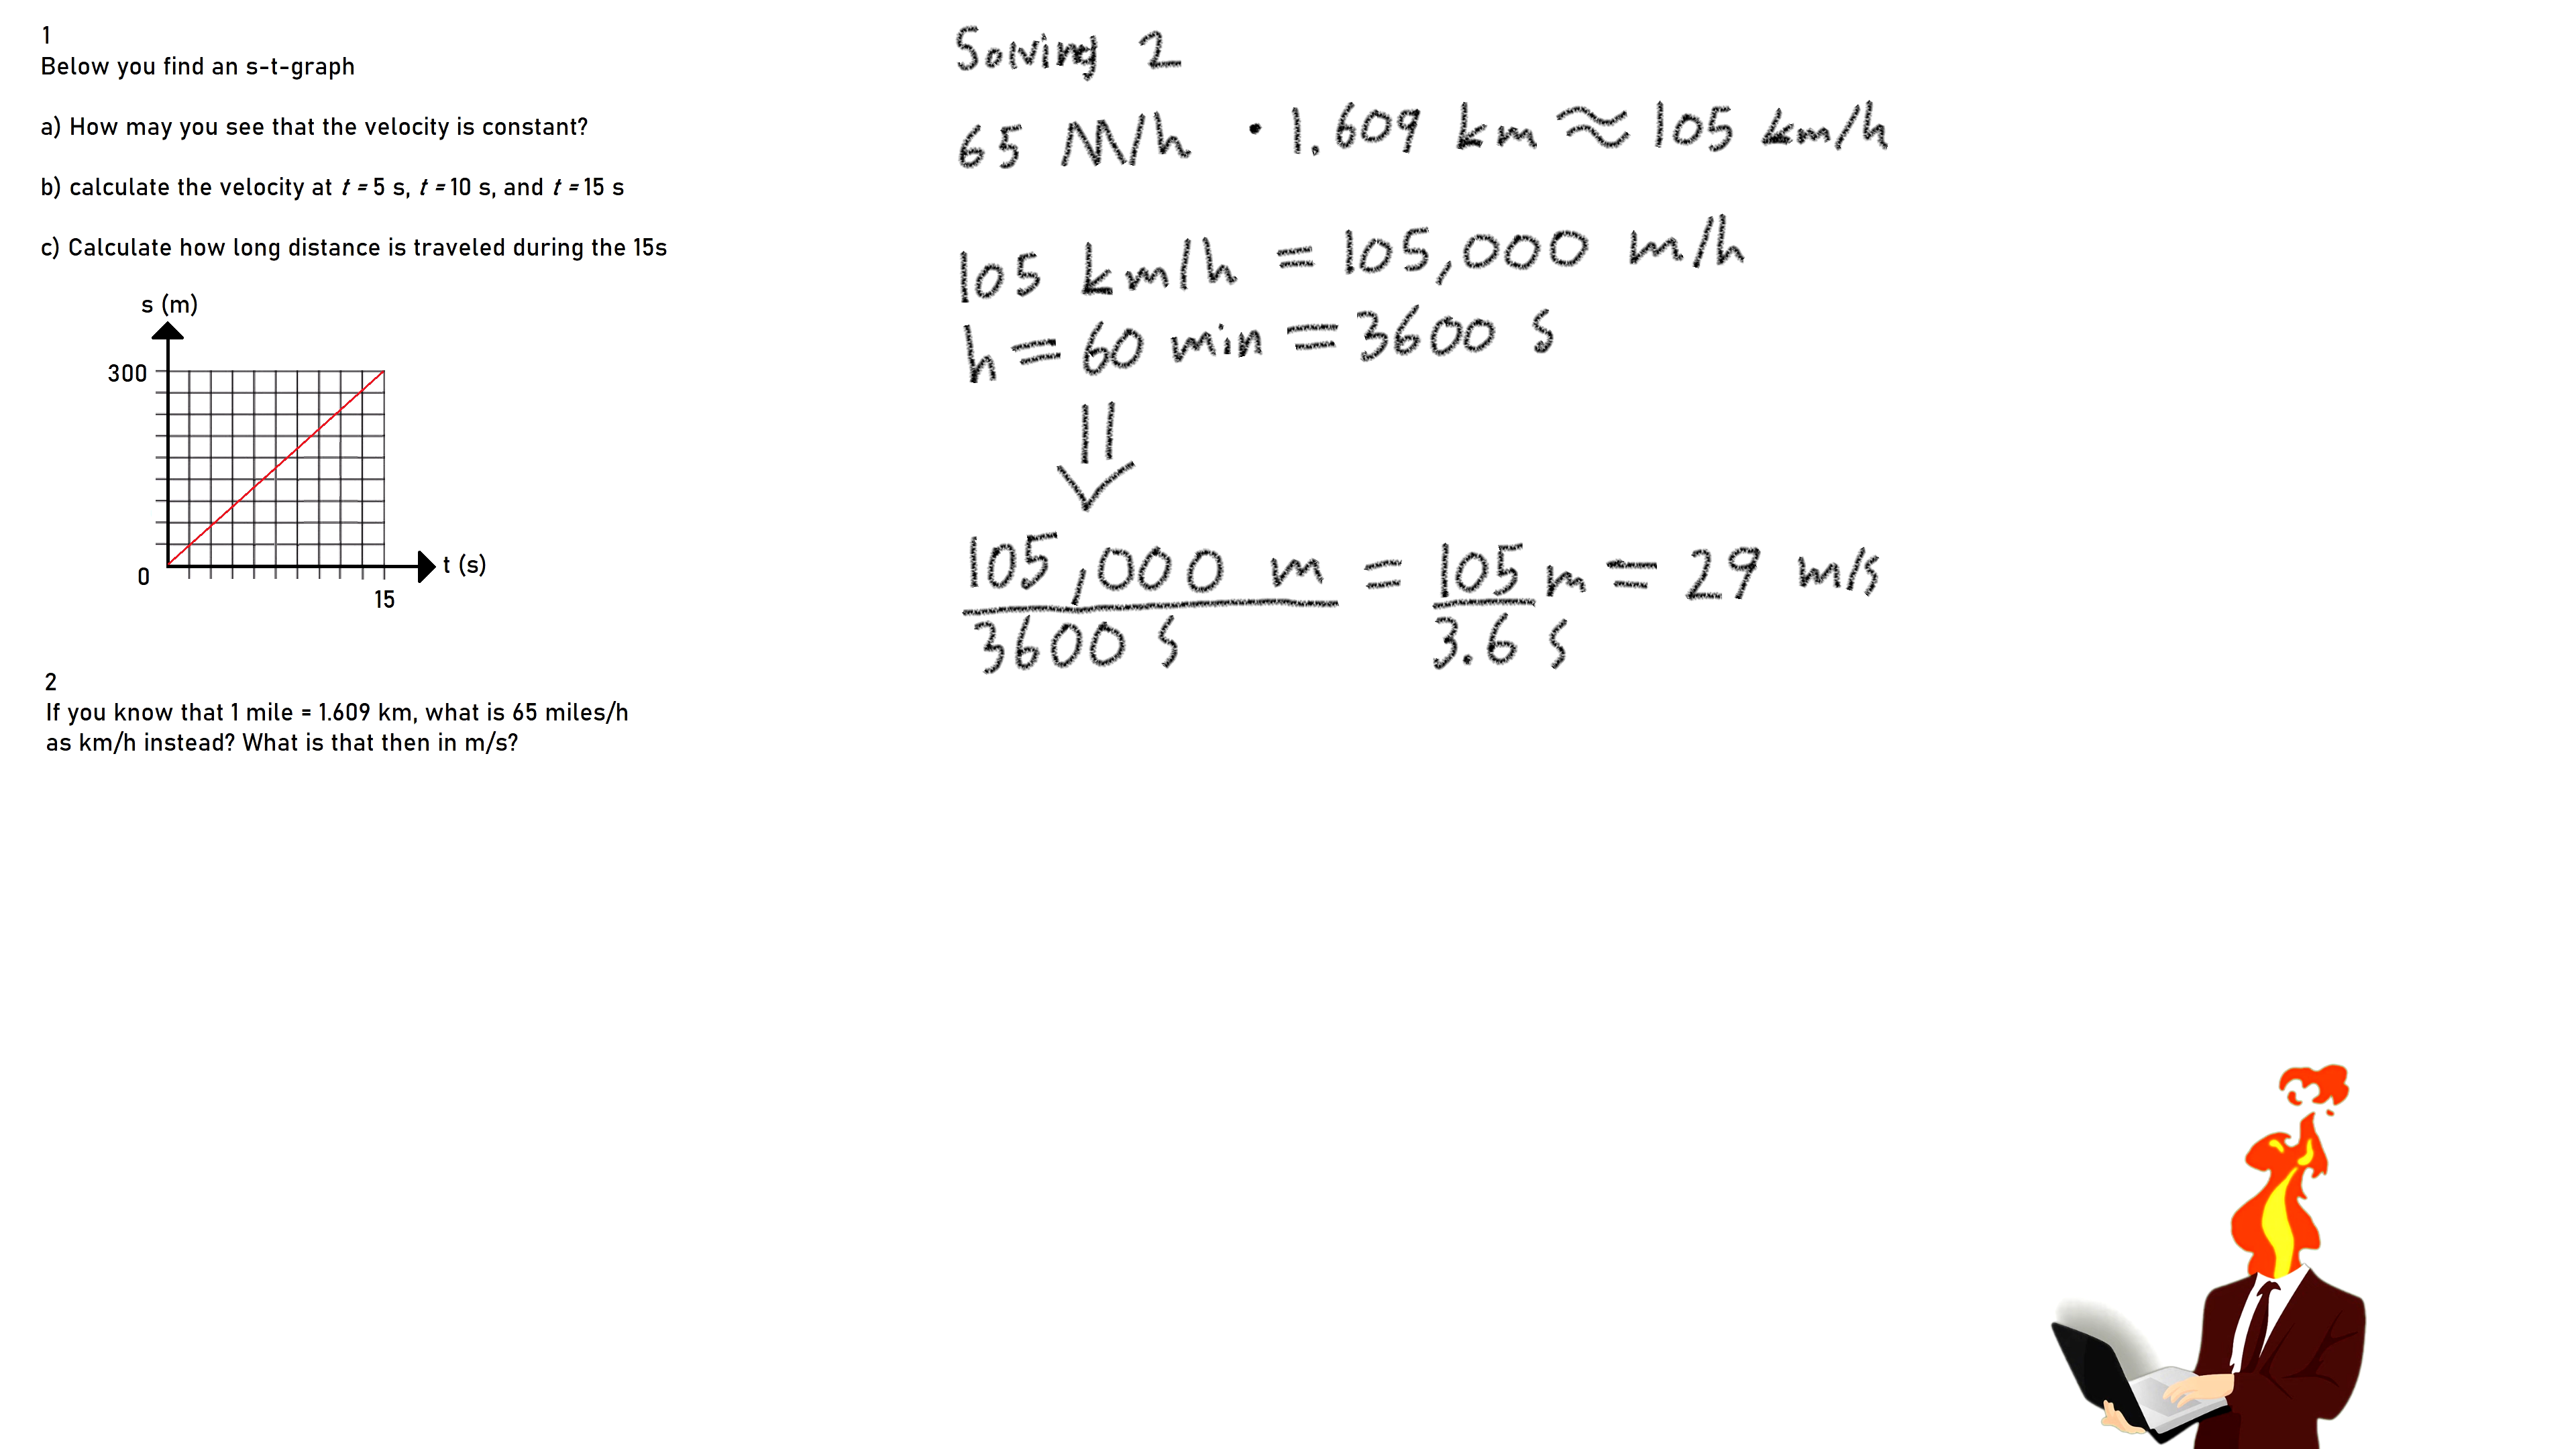 1
Below you find an s-t-graph
a) How may you see that the velocity is constant?
b) calculate the velocity at t = 5 s, t = 10 s, and t = 15 s
c) Calculate how long distance is traveled during the 15s
s (m)
300
0
t (s)
15
2
If you know that 1 mile = 1.609 km, what is 65 miles/h
as km/h instead? What is that then in m/s?
Solving 2
65 M/h · 1.609 km ≈ 105 km/h
105 km/h = 105,000 m/h
h = 60 min = 3600 s
105,000 m = 105 m = 29 m/s
3600 s 3.6 s